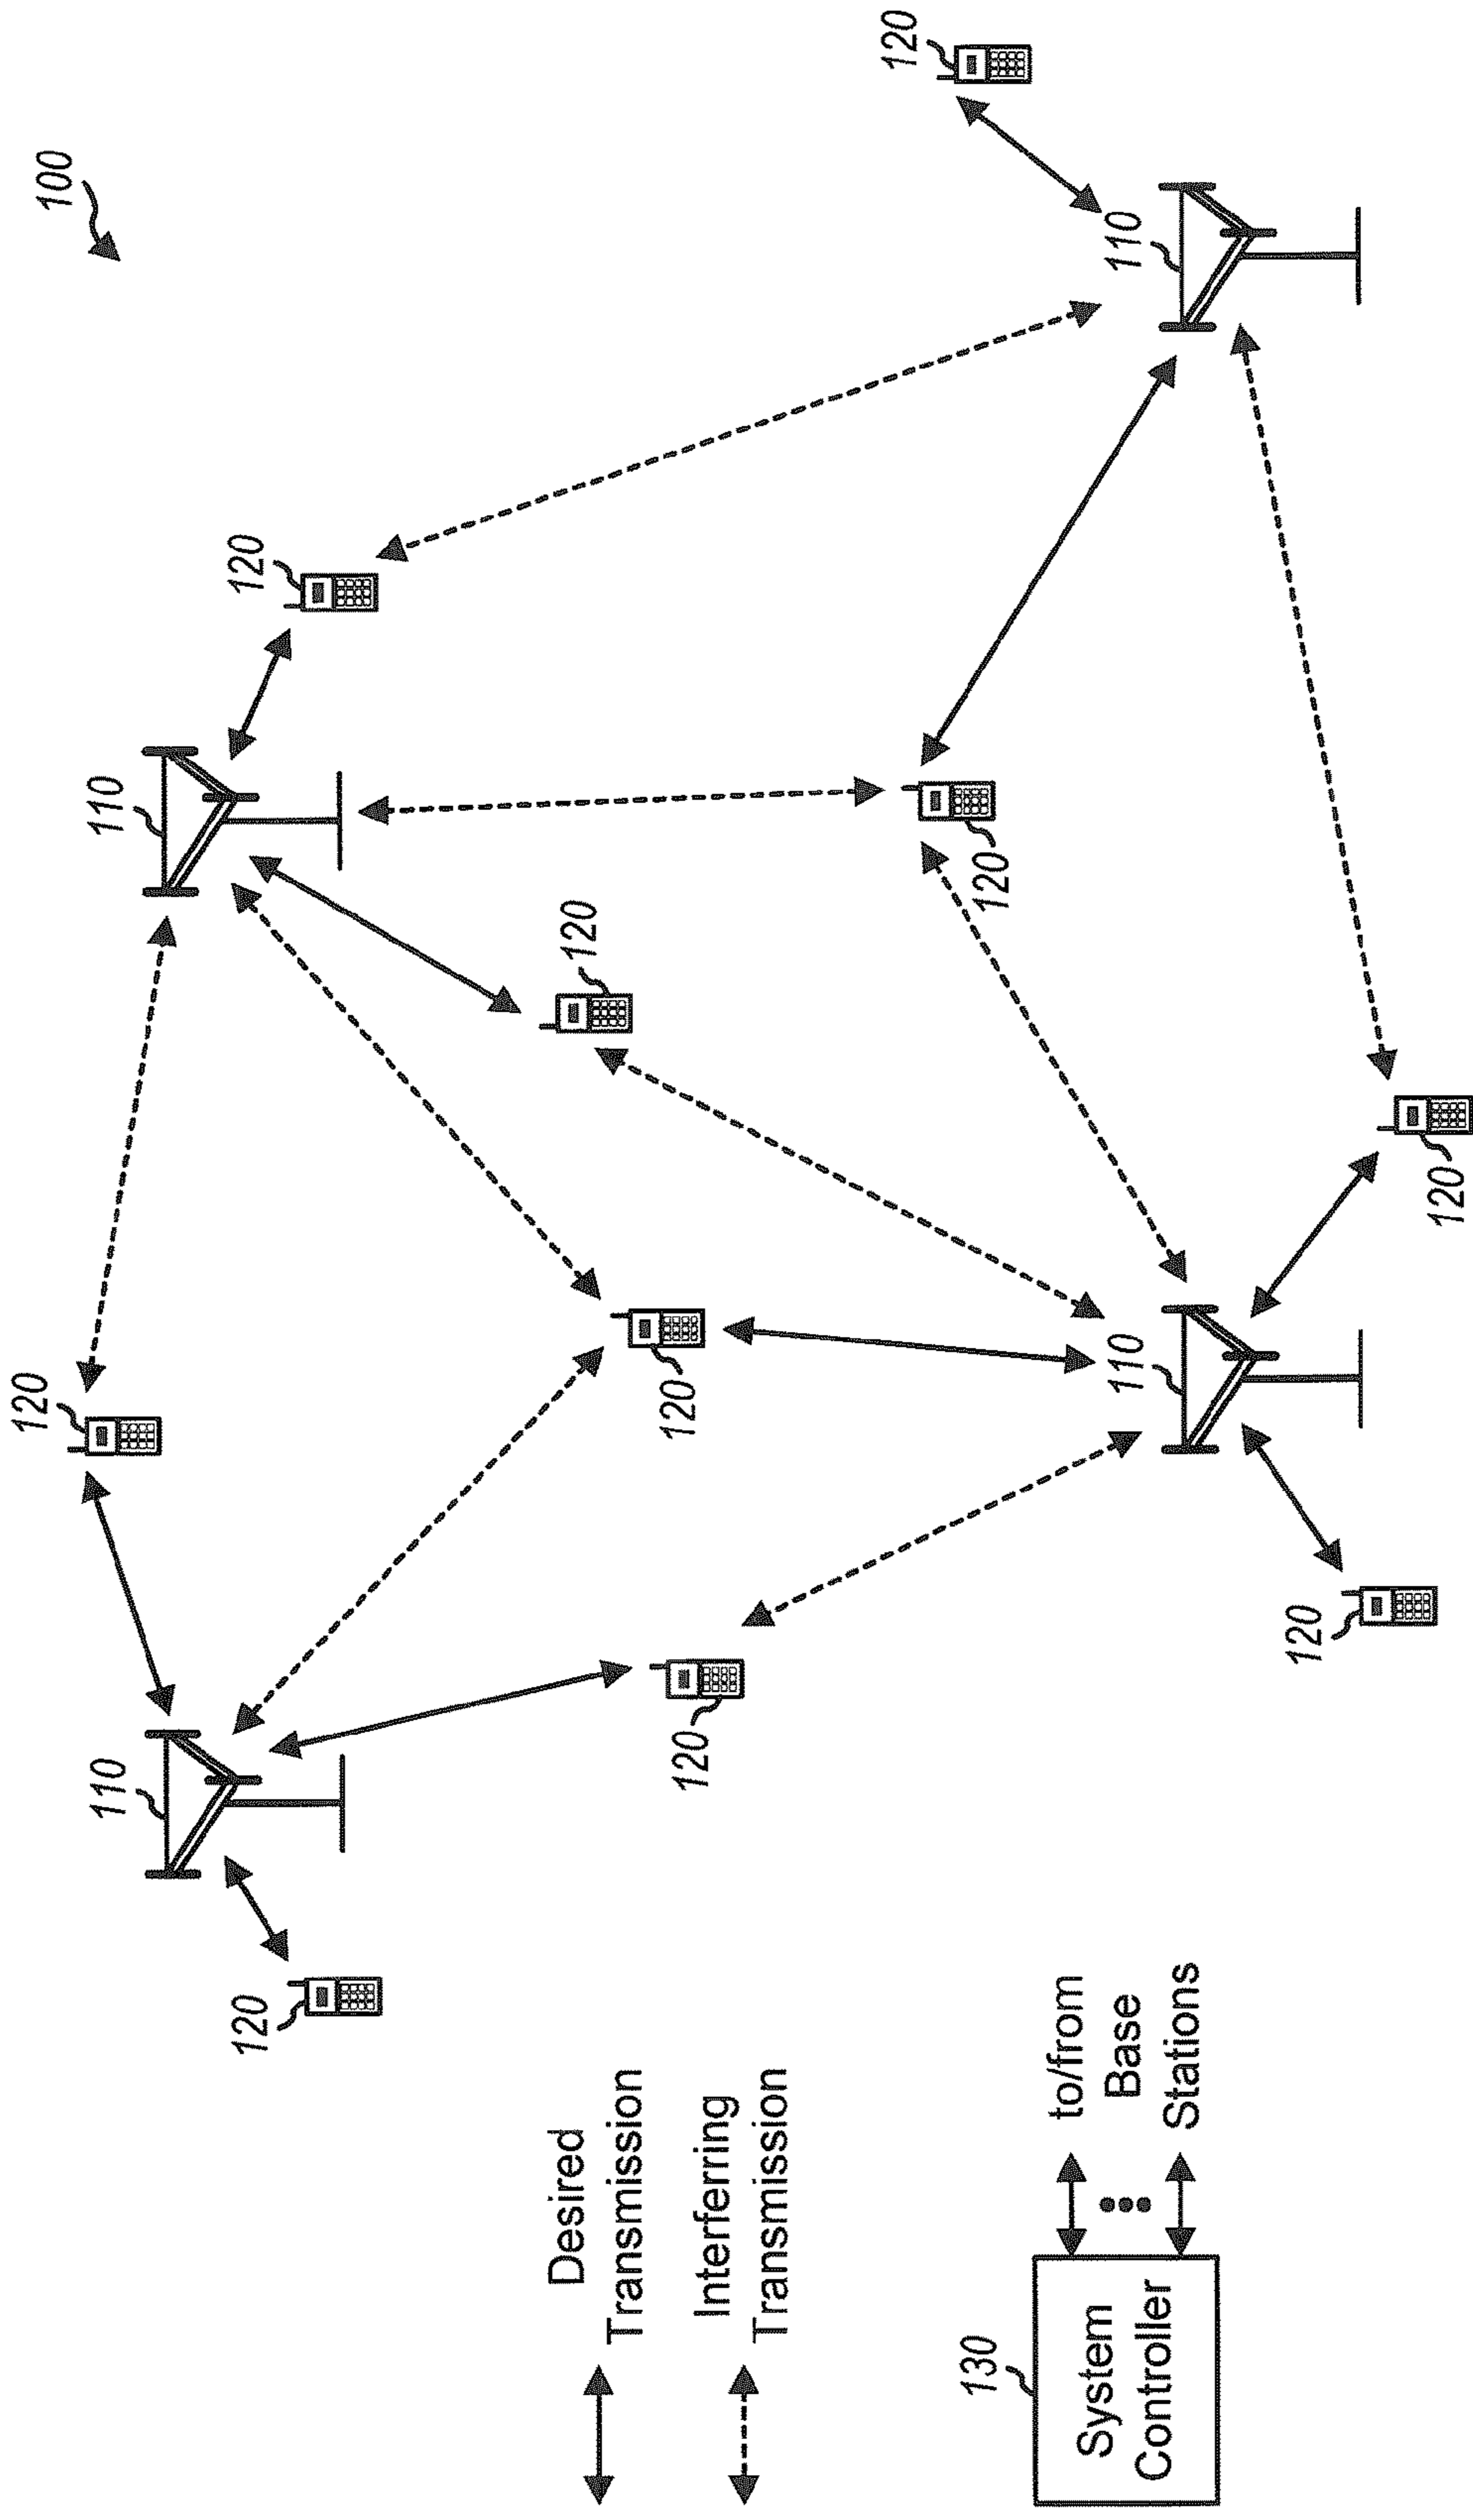 120
100
110
110
120
120
120
Desired
Transmission
120
120
Interferring
Transmission
120
130
120
System
Controller
to/from
Base
Stations
110
110
120
120